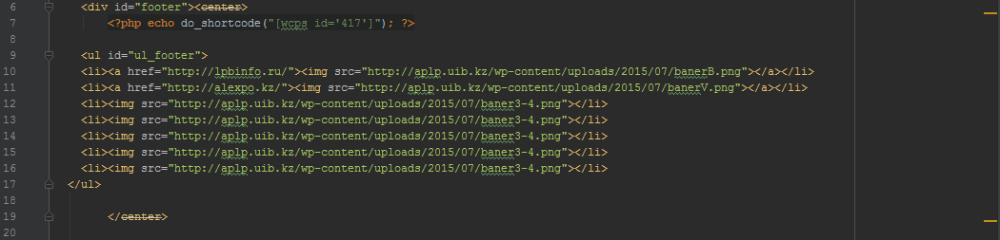 6 <div id="footer"><center>
7 <?php echo do_shortcode("[wcps id='417']"); ?>
8
9 <ul id="ul_footer">
10 <li><a href="http://lpbinfo.ru/"><img src="http://aplp.uib.kz/wp-content/uploads/2015/07/banerB.png"></a></li>
11 <li><a href="http://alexpo.kz/"><img src="http://aplp.uib.kz/wp-content/uploads/2015/07/banerV.png"></a></li>
12 <li><img src="http://aplp.uib.kz/wp-content/uploads/2015/07/baner3-4.png"></li>
13 <li><img src="http://aplp.uib.kz/wp-content/uploads/2015/07/baner3-4.png"></li>
14 <li><img src="http://aplp.uib.kz/wp-content/uploads/2015/07/baner3-4.png"></li>
15 <li><img src="http://aplp.uib.kz/wp-content/uploads/2015/07/baner3-4.png"></li>
16 <li><img src="http://aplp.uib.kz/wp-content/uploads/2015/07/baner3-4.png"></li>
17 </ul>
18
19 </center>
20